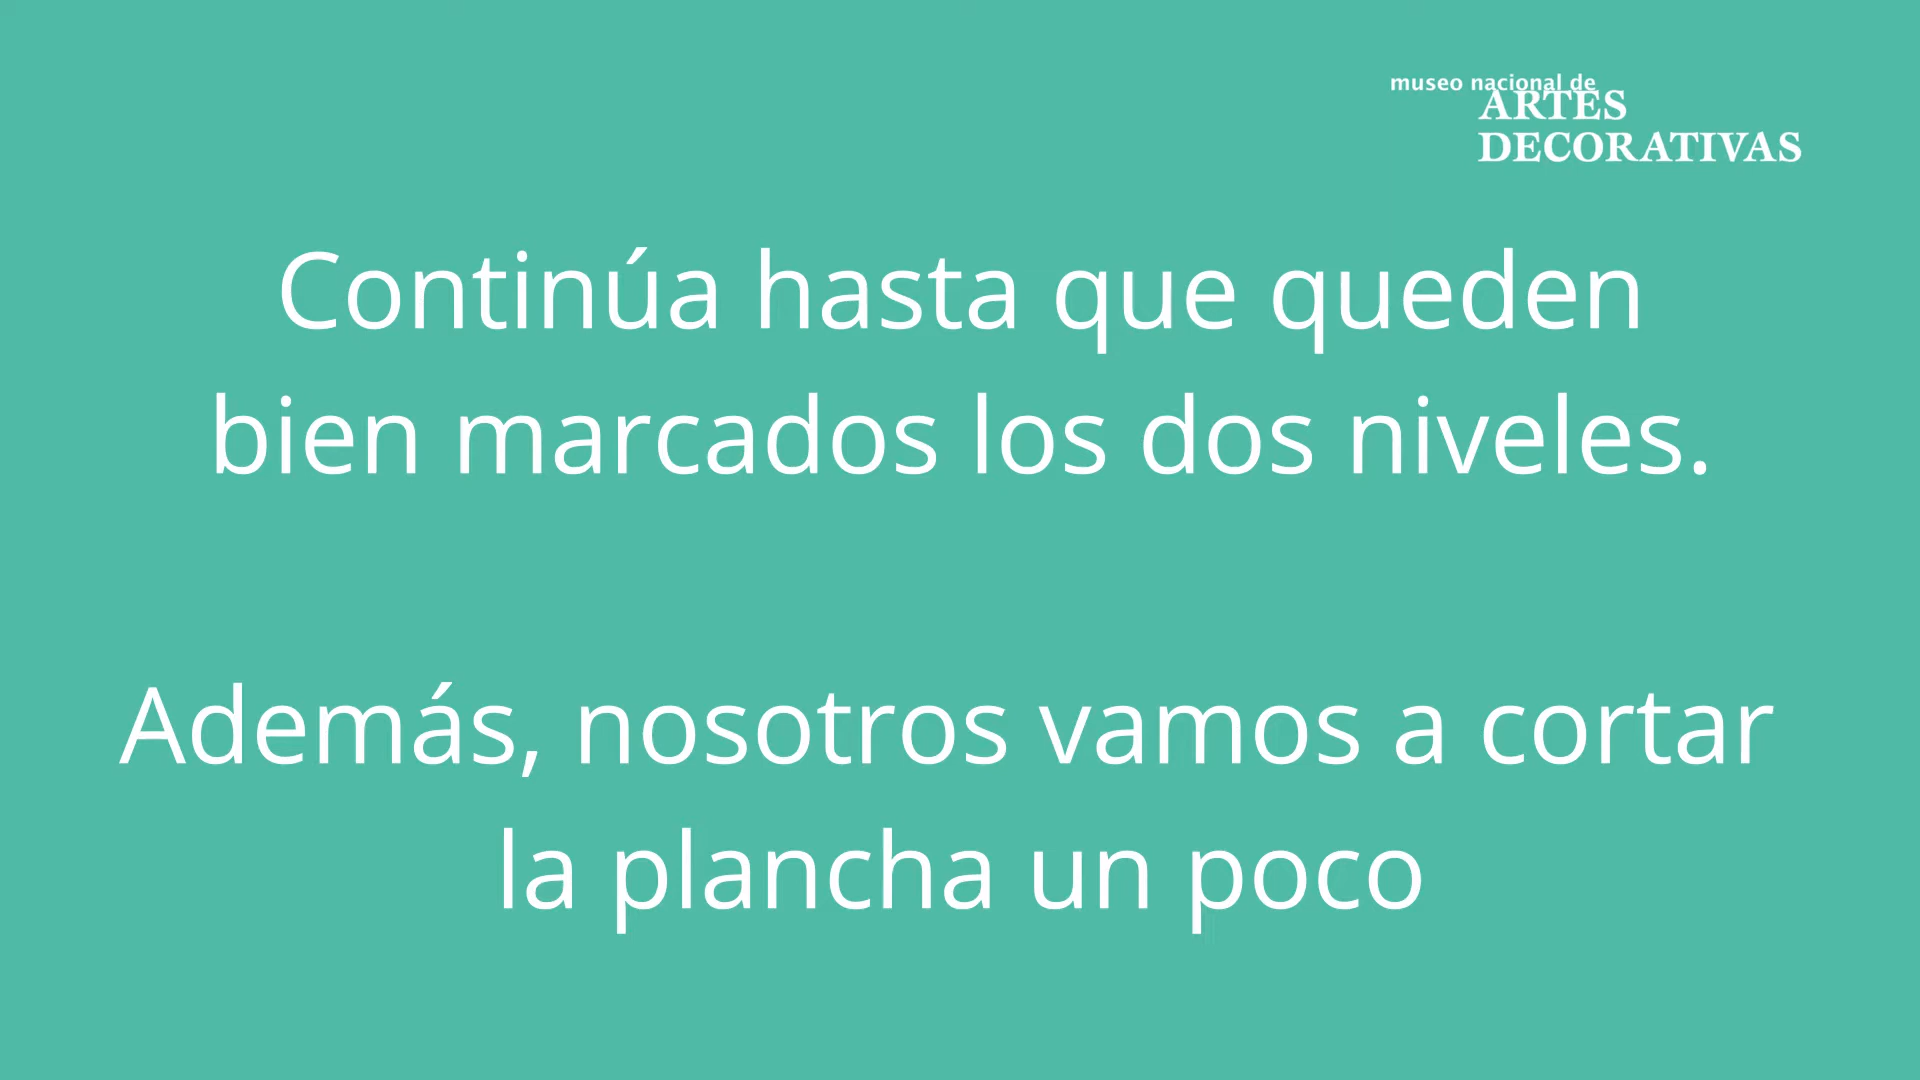 museo nacional de
ARTES
DECORATIVAS
Continúa hasta que queden
bien marcados los dos niveles.
Además, nosotros vamos a cortar
la plancha un poco